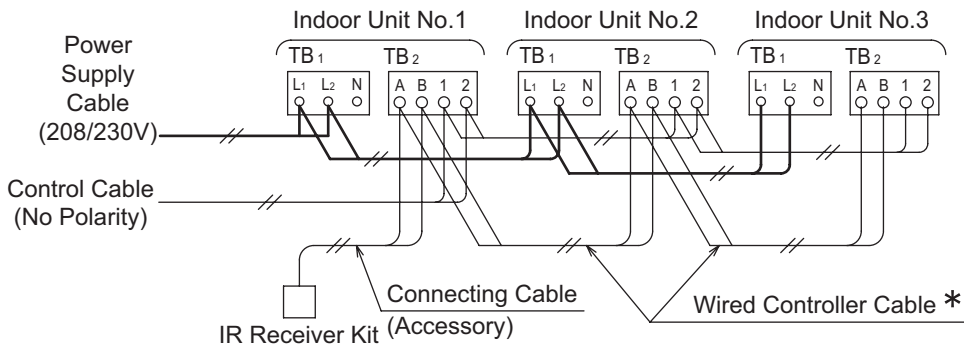 Indoor Unit No.1 Indoor Unit No.2 Indoor Unit No.3
Power
Supply
Cable
(208/230V)
TB1 TB2 TB1 TB2 TB1 TB2
L1 L2 N A B 1 2 L1 L2 N A B 1 2 L1 L2 N A B 1 2
Control Cable
(No Polarity)
Connecting Cable
(Accessory)
Wired Controller Cable *
IR Receiver Kit